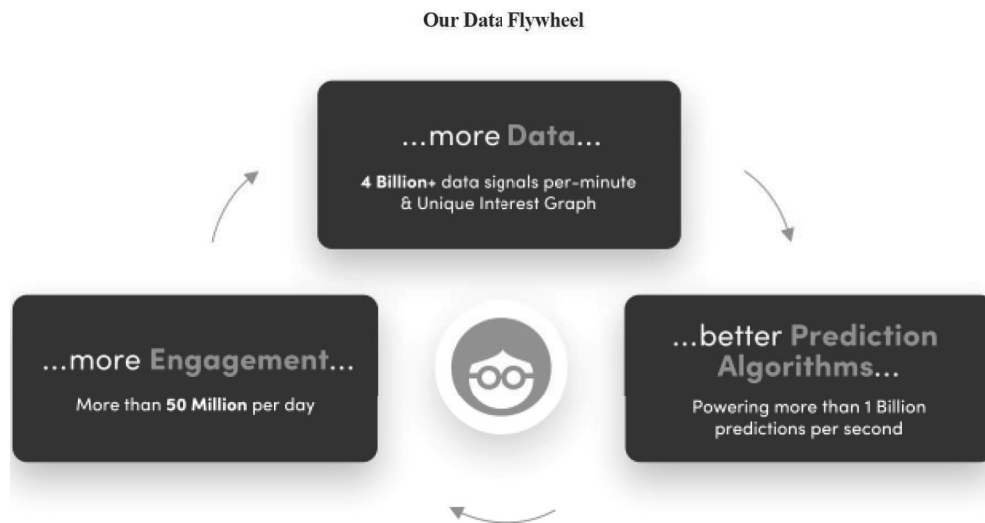 Our Data Flywheel
...more Data...
4 Billion+ data signals per-minute
& Unique Interest Graph
...more Engagement...
More than 50 Million per day
...better Prediction
Algorithms...
Powering more than 1 Billion
predictions per second